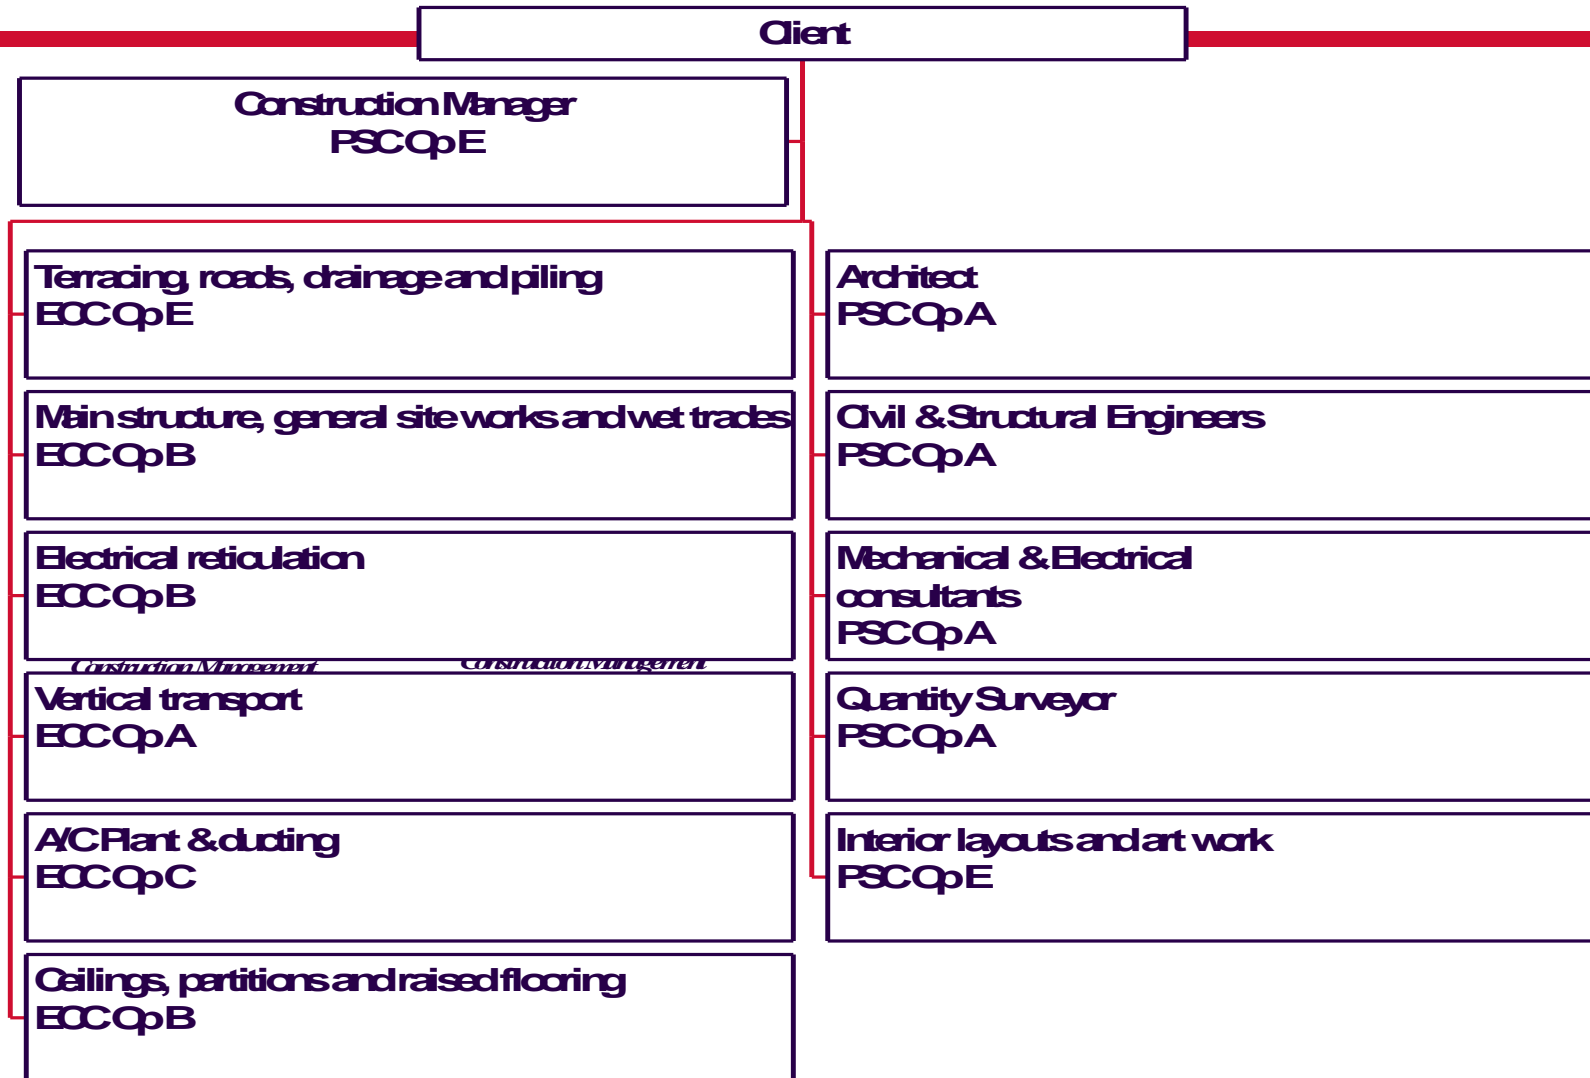 Client
Construction Manager
PSC Op E
Terracing, roads, drainage and piling
ECC Op E
Main structure, general site works and wet trades
ECC Op B
Electrical reticulation
ECC Op B
Construction Management
Vertical transport
ECC Op A
A/C Plant & ducting
ECC Op C
Ceilings, partitions and raised flooring
ECC Op B
Architect
PSC Op A
Civil & Structural Engineers
PSC Op A
Mechanical & Electrical
consultants
PSC Op A
Construction Management
Quantity Surveyor
PSC Op A
Interior layouts and art work
PSC Op E